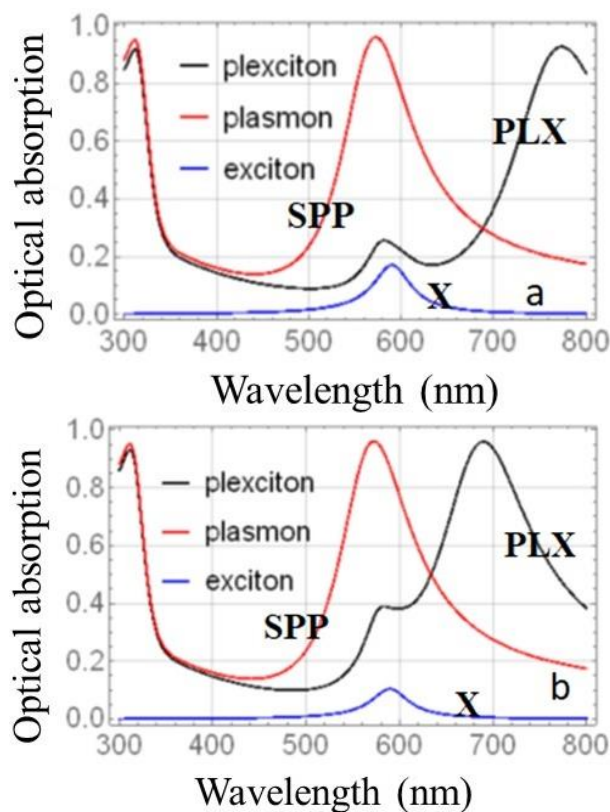 Optical absorption
1.0
0.8
0.6
0.4
0.2
0.0
plexciton
plasmon
exciton
SPP
PLX
X
a
300 400 500 600 700 800
Wavelength (nm)
Optical absorption
1.0
0.8
0.6
0.4
0.2
0.0
plexciton
plasmon
exciton
SPP
PLX
X
b
300 400 500 600 700 800
Wavelength (nm)